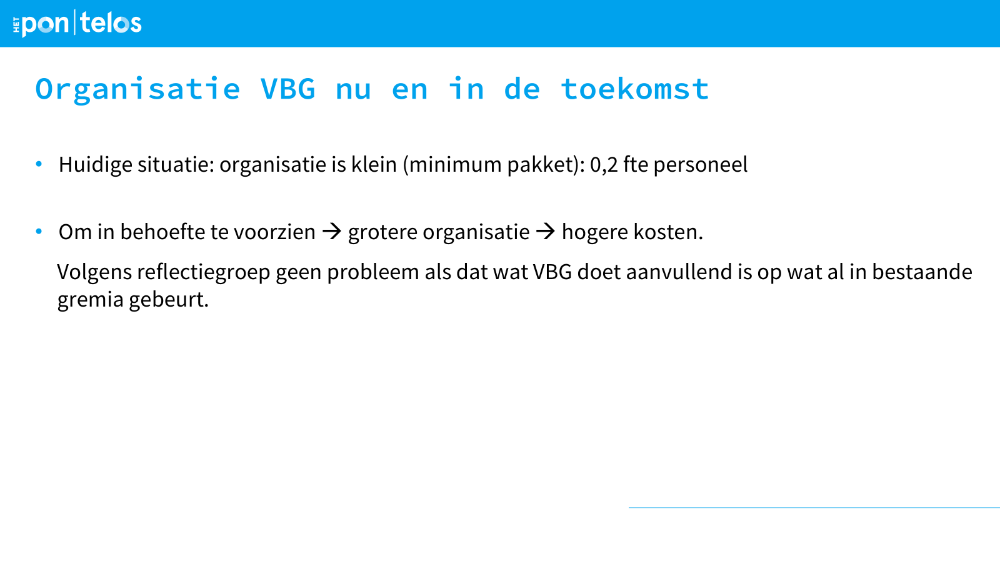 HET pon|telos
Organisatie VBG nu en in de toekomst
• Huidige situatie: organisatie is klein (minimum pakket): 0,2 fte personeel
• Om in behoefte te voorzien → grotere organisatie → hogere kosten.
Volgens reflectiegroep geen probleem als dat wat VBG doet aanvullend is op wat al in bestaande
gremia gebeurt.